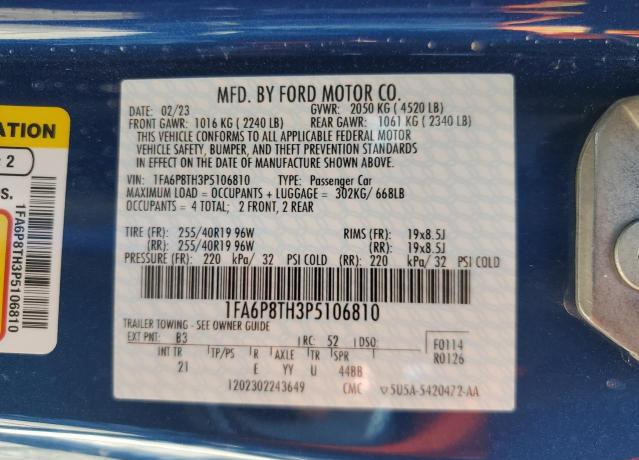 MFD. BY FORD MOTOR CO.
DATE: 02/23 GVWR: 2050 KG ( 4520 LB)
FRONT GAWR: 1016 KG ( 2240 LB) REAR GAWR: 1061 KG ( 2340 LB)
THIS VEHICLE CONFORMS TO ALL APPLICABLE FEDERAL MOTOR
VEHICLE SAFETY, BUMPER, AND THEFT PREVENTION STANDARDS
IN EFFECT ON THE DATE OF MANUFACTURE SHOWN ABOVE.
VIN: 1FA6P8TH3P5106810 TYPE: Passenger Car
MAXIMUM LOAD = OCCUPANTS + LUGGAGE = 302KG/ 668LB
OCCUPANTS = 4 TOTAL; 2 FRONT, 2 REAR
TIRE (FR): 255/40R19 96W RIMS (FR): 19x8.5J
(RR): 255/40R19 96W (RR): 19x8.5J
PRESSURE (FR): 220 kPa/ 32 PSI COLD (RR): 220 kPa/ 32 PSI COLD
1FA6P8TH3P5106810
TRAILER TOWING - SEE OWNER GUIDE
EXT PNT: B3 RC: 52 DSO: F0114
R0126
INT TR TP/PS R AXLE TR SPR
21 E YY U 44BB
1202302243649 CMC 5U5A-5420472-AA
ATION
2
1FA6P8TH3P5106810